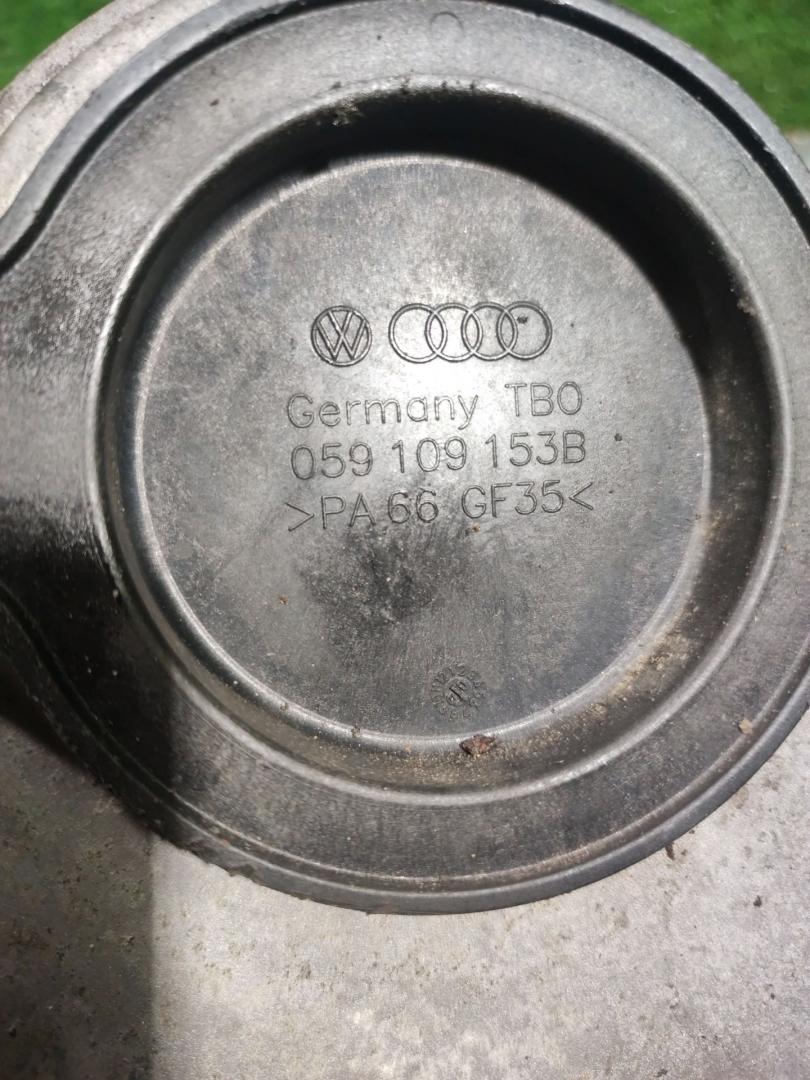 Germany TBO
059 109 153B
>PA 66 GF35<